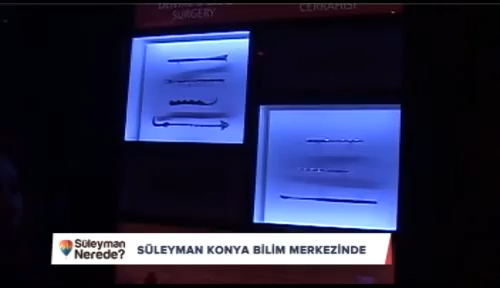 SURGERY
CERRAHİSİ
Süleyman
Nerede?
SÜLEYMAN KONYA BİLİM MERKEZİNDE